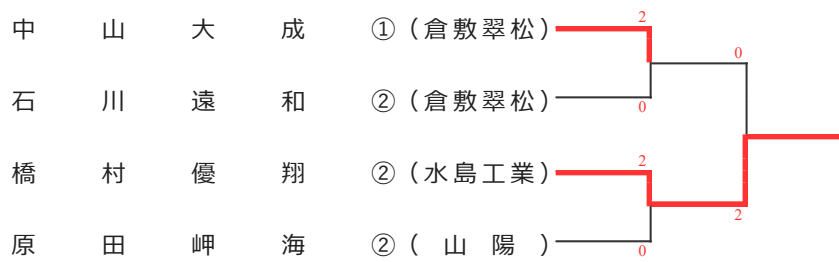 中山大成 ①(倉敷翠松) 2
0
石川遠和 ②(倉敷翠松) 0
橋村優翔 ②(水島工業) 2
2
原田岬海 ②(山陽) 0